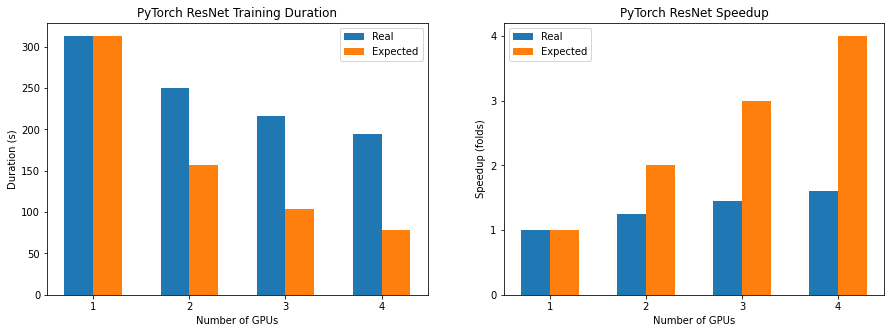 PyTorch ResNet Training Duration
Real
Expected
Duration (s)
300
250
200
150
100
50
0
1 2 3 4
Number of GPUs
PyTorch ResNet Speedup
Real
Expected
Speedup (folds)
4
3
2
1
0
1 2 3 4
Number of GPUs